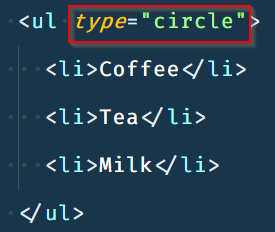 <ul type="circle">
<li>Coffee</li>
<li>Tea</li>
<li>Milk</li>
</ul>